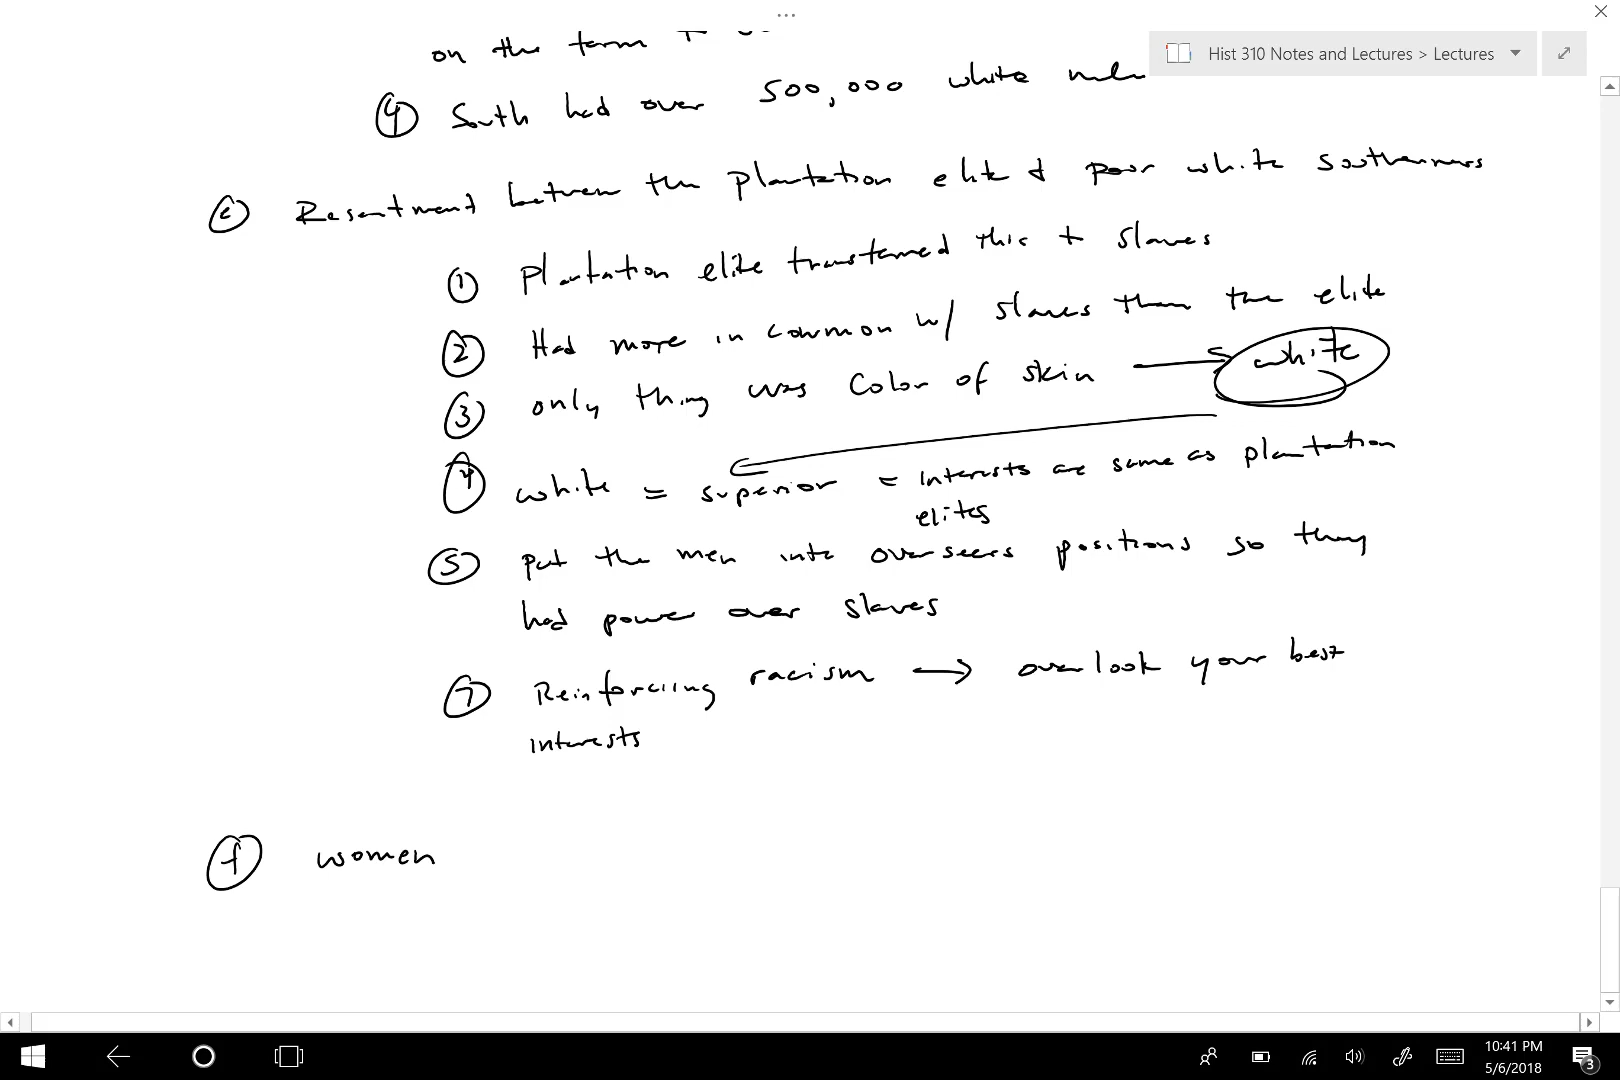 on the term
Hist 310 Notes and Lectures > Lectures
④ South had over 500,000 white
ⓔ Resentment between the plantation elite & poor white southerners
① Plantation elite transferred this to slaves
② Had more in common w/ slaves than the elite
③ only thing was color of skin → white
④ white = superior = interests are same as plantation
elites
⑤ put the men into overseers positions so they
had power over slaves
⑦ Reinforciing racism → overlook your best
interests
ⓕ women
10:41 PM
5/6/2018
3